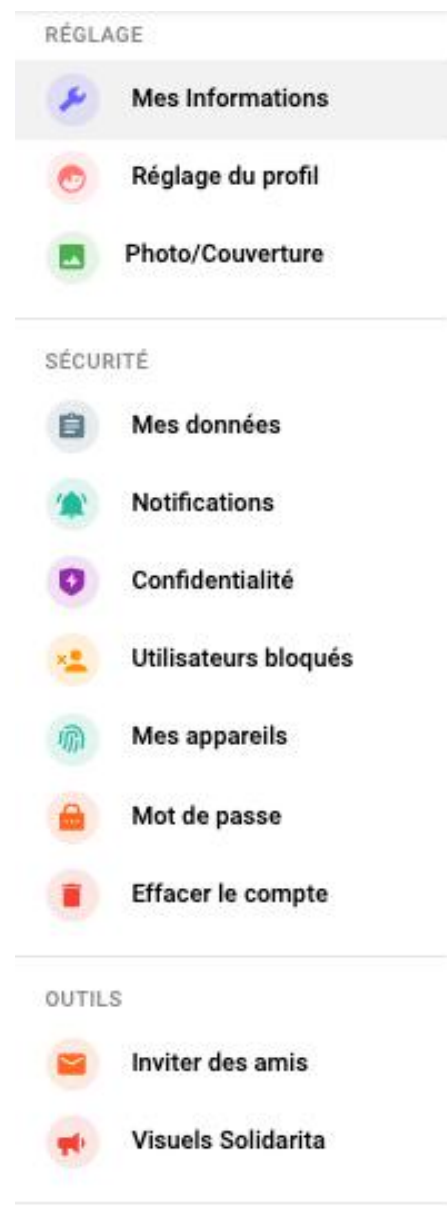 RÉGLAGE
Mes Informations
Réglage du profil
Photo/Couverture
SÉCURITÉ
Mes données
Notifications
Confidentialité
Utilisateurs bloqués
Mes appareils
Mot de passe
Effacer le compte
OUTILS
Inviter des amis
Visuels Solidarita